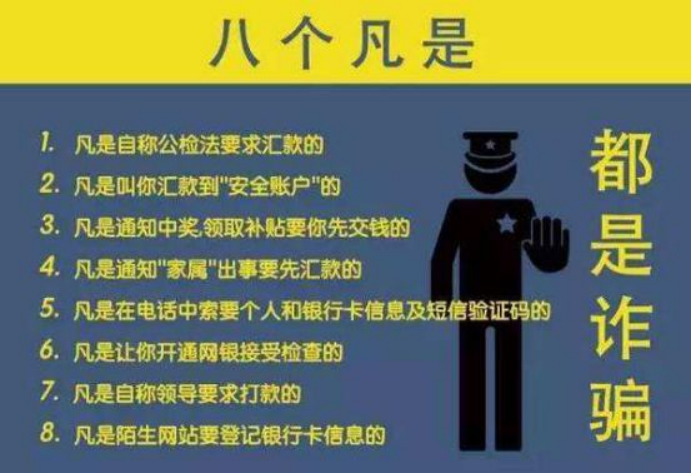 八个凡是
1. 凡是自称公检法要求汇款的
2. 凡是叫你汇款到"安全账户"的
3. 凡是通知中奖,领取补贴要你先交钱的
4. 凡是通知"家属"出事要先汇款的
5. 凡是在电话中索要个人和银行卡信息及短信验证码的
6. 凡是让你开通网银接受检查的
7. 凡是自称领导要求打款的
8. 凡是陌生网站要登记银行卡信息的
都是诈骗